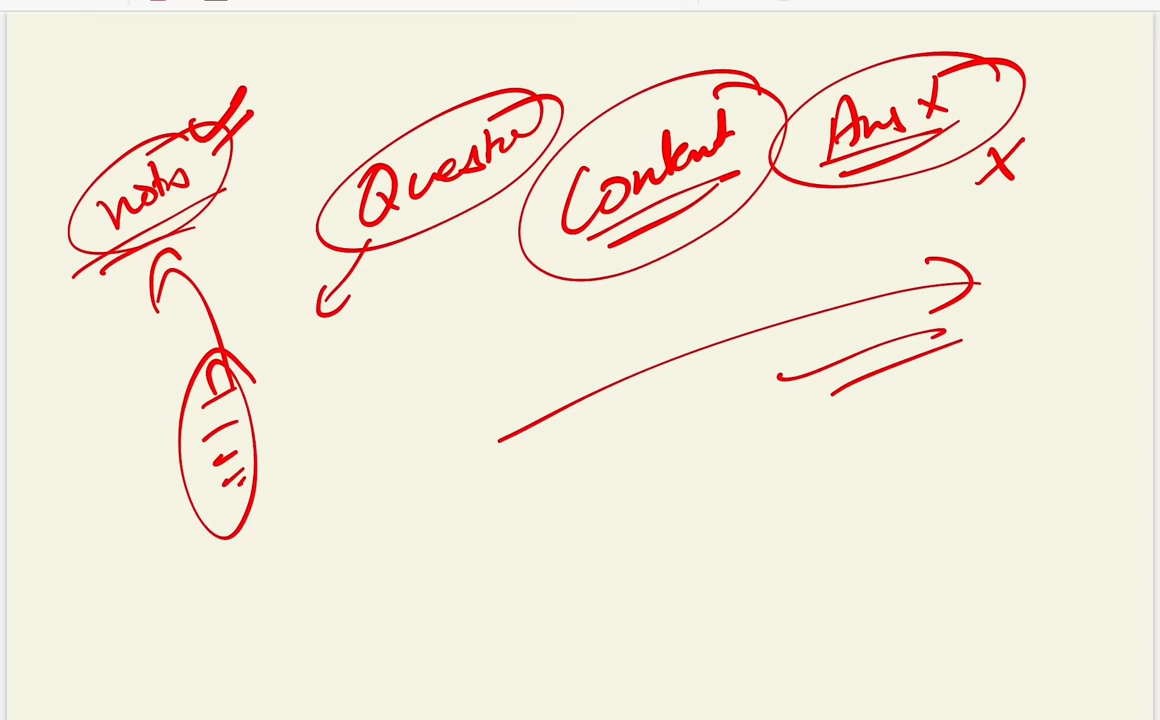 Notes
Question
Content
Ans X
X